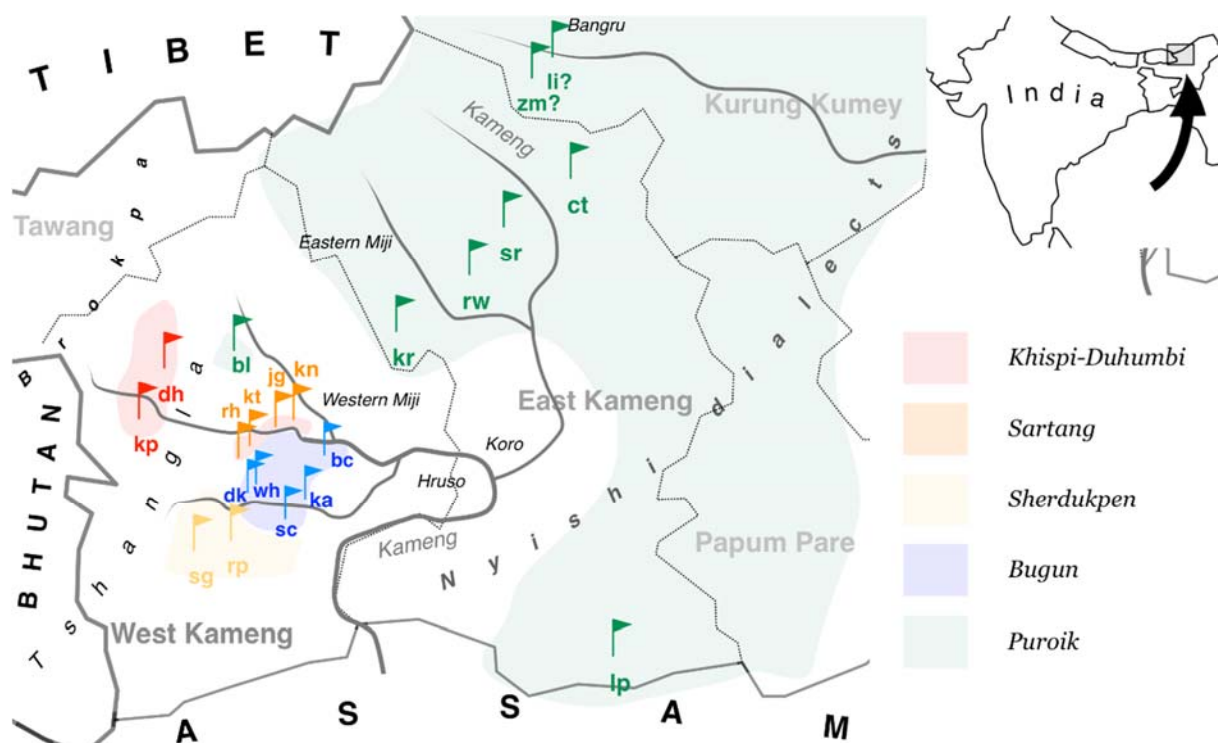 TIBET
Bangru
li?
zm?
Kurung Kumey
India
Kameng
ct
Tawang
Brokpa
Eastern Miji
sr
rw
kr
Nyishi dialects
bl
dh
kp
jg
kn
kt
rh
Western Miji
East Kameng
Koro
bc
Hruso
dk
wh
ka
sc
Kameng
Papum Pare
sg
rp
BHUTAN
Tshangla
West Kameng
lp
ASSAM
Khispi-Duhumbi
Sartang
Sherdukpen
Bugun
Puroik